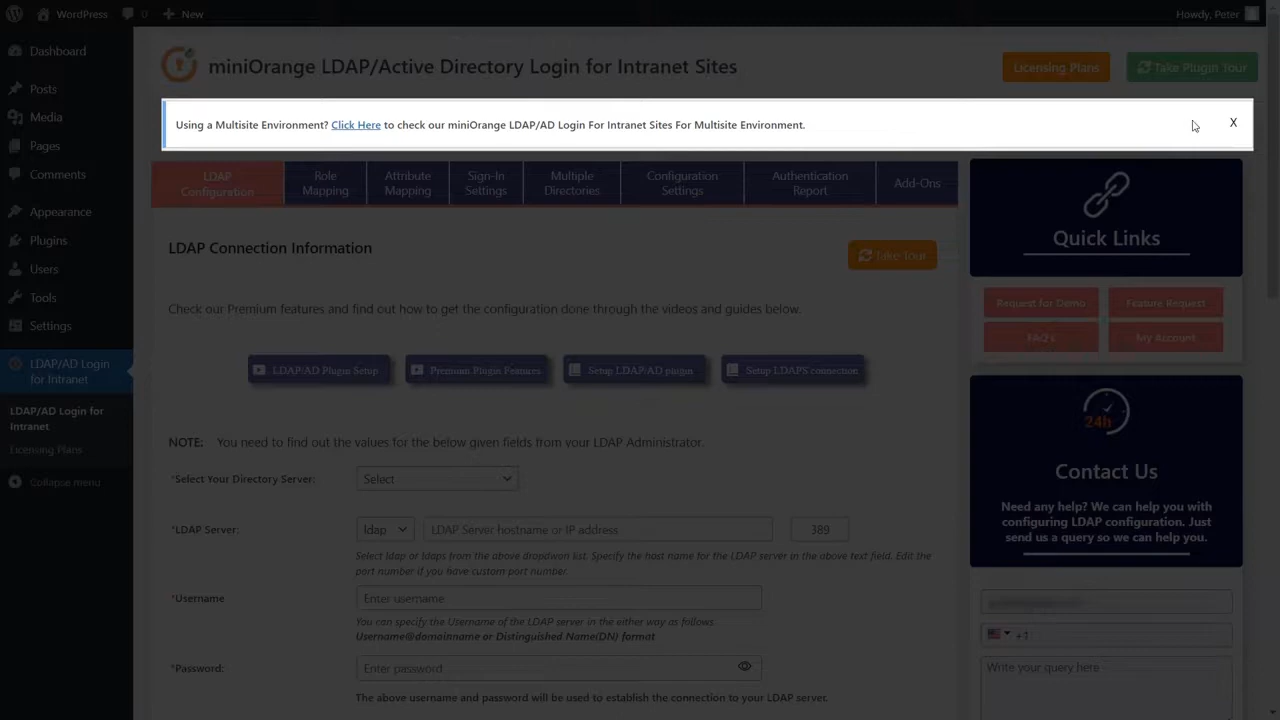 WordPress
0
New
Howdy, Peter
Dashboard
Posts
Media
Pages
Comments
Appearance
Plugins
Users
Tools
Settings
LDAP/AD Login
for Intranet
LDAP/AD Login for
Intranet
Licensing Plans
Collapse menu
miniOrange LDAP/Active Directory Login for Intranet Sites
Licensing Plans
Take Plugin Tour
Using a Multisite Environment? Click Here to check our miniOrange LDAP/AD Login For Intranet Sites For Multisite Environment.
X
LDAP
Configuration
Role
Mapping
Attribute
Mapping
Sign-In
Settings
Multiple
Directories
Configuration
Settings
Authentication
Report
Add-Ons
LDAP Connection Information
Take Tour
Check our Premium features and find out how to get the configuration done through the videos and guides below.
LDAP/AD Plugin Setup
Premium Plugin Features
Setup LDAP/AD plugin
Setup LDAPS connection
NOTE: You need to find out the values for the below given fields from your LDAP Administrator.
*Select Your Directory Server:
Select
*LDAP Server:
ldap
LDAP Server hostname or IP address
389
Select ldap or ldaps from the above dropdwon list. Specify the host name for the LDAP server in the above text field. Edit the
port number if you have custom port number.
*Username
Enter username
You can specify the Username of the LDAP server in the either way as follows
Username@domainname or Distinguished Name(DN) format
*Password:
Enter password
The above username and password will be used to establish the connection to your LDAP server.
Quick Links
Request for Demo
Feature Request
FAQ's
My Account
24h
Contact Us
Need any help? We can help you with
configuring LDAP configuration. Just
send us a query so we can help you.
+1
Write your query here